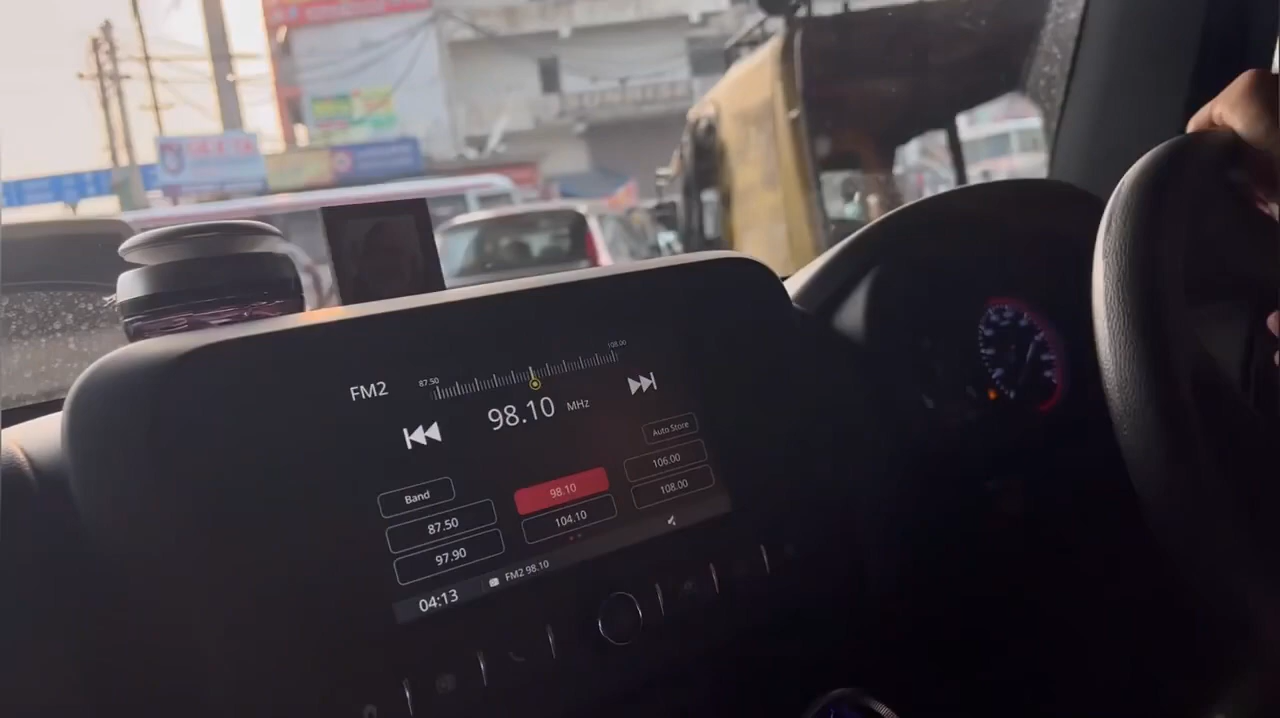 FM2
87.50
108.00
98.10 MHz
Auto Store
Band
98.10
106.00
87.50
104.10
108.00
97.90
04:13
FM2 98.10